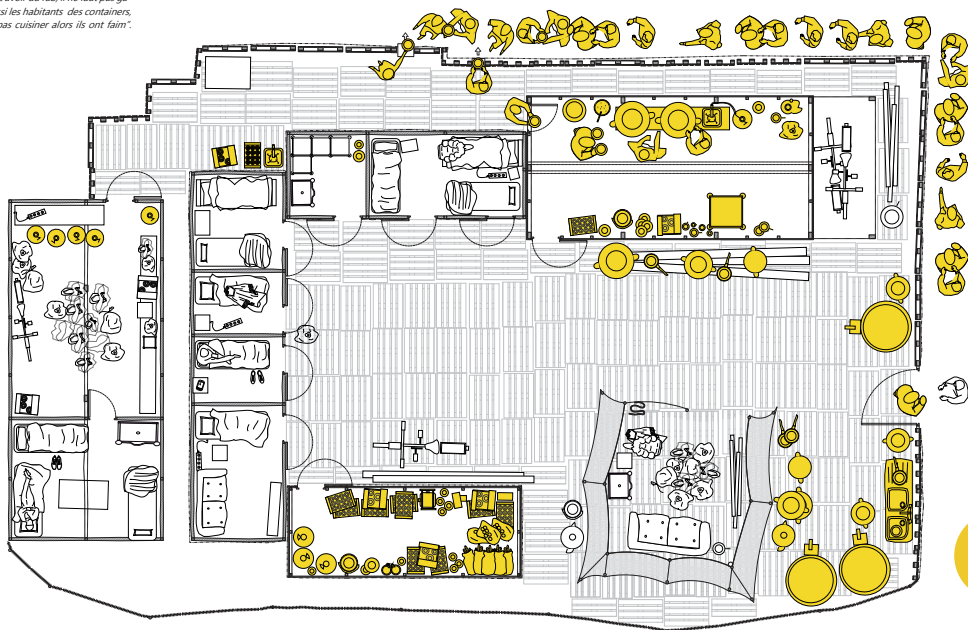 si les habitants des containers,
pas cuisiner alors ils ont faim".